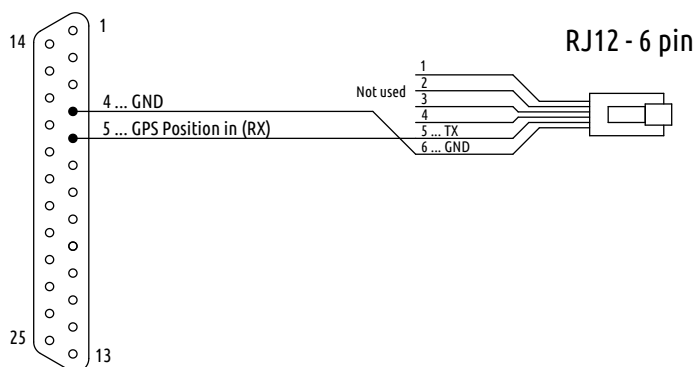 1
14
RJ12 - 6 pin
1
2
Not used
3
4
4 ... GND
5 ... GPS Position in (RX)
5 ... TX
6 ... GND
25
13